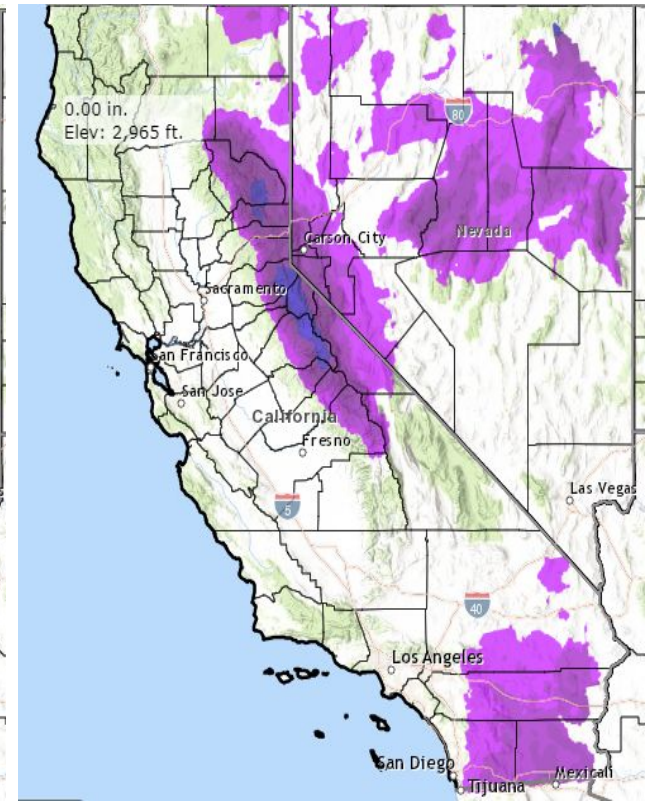 0.00 in.
Elev: 2,965 ft.
80
Nevada
Carson City
Sacramento
San Francisco
San Jose
California
Fresno
5
Las Vegas
40
Los Angeles
San Diego
Tijuana
Mexicali